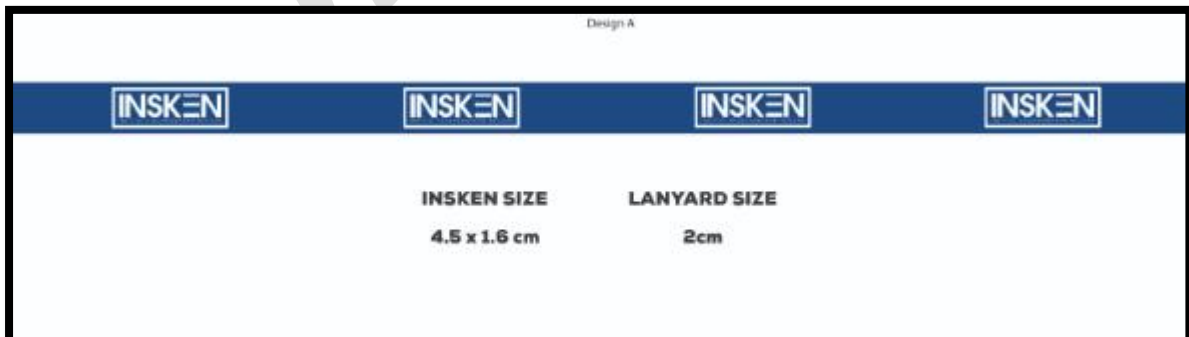 Design A
INSKEN INSKEN INSKEN INSKEN
INSKEN SIZE LANYARD SIZE
4.5 x 1.6 cm 2cm